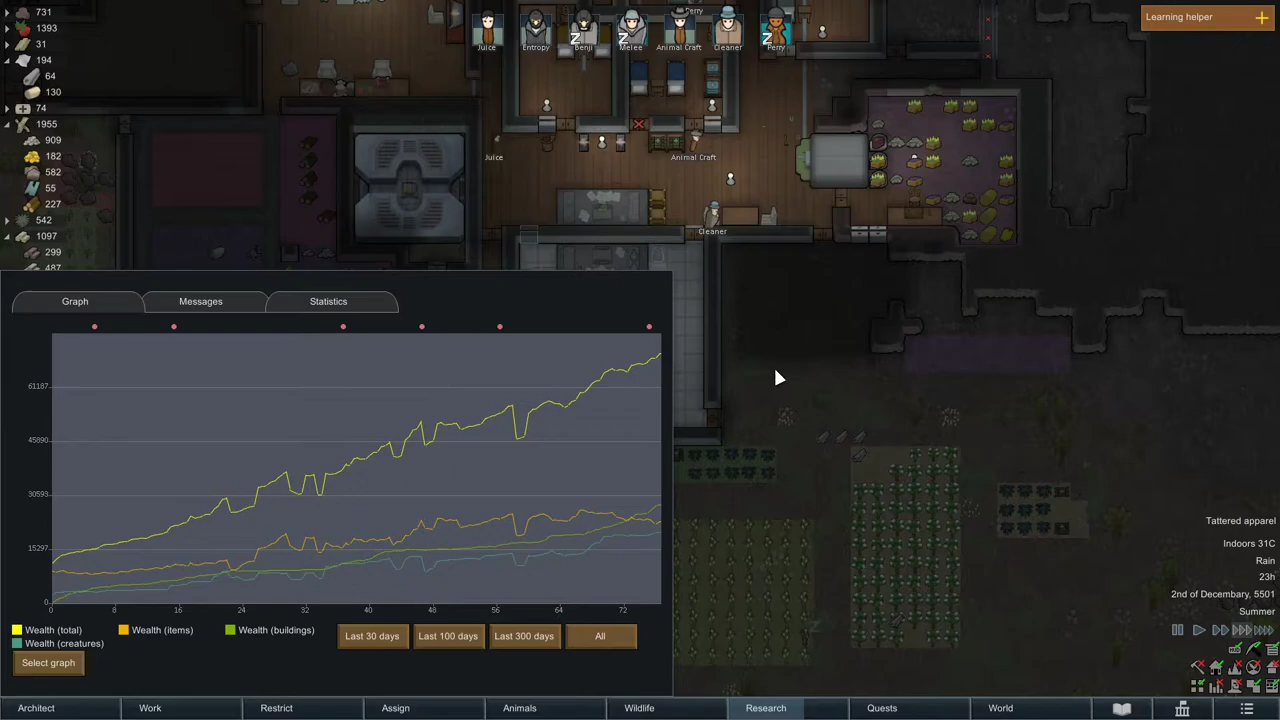 731
1393
31
194
64
130
74
1955
909
182
582
55
227
542
1097
299
487
Perry
Juice
Entropy
Benji
Melee
Animal Craft
Cleaner
Perry
Z
Z
Z
Learning helper
Juice
Animal Craft
Cleaner
Graph
Messages
Statistics
61187
45890
30593
15297
0
0 8 16 24 32 40 48 56 64 72
Wealth (total)
Wealth (items)
Wealth (buildings)
Wealth (creatures)
Last 30 days
Last 100 days
Last 300 days
All
Select graph
Tattered apparel
Indoors 31C
Rain
23h
2nd of Decembary, 5501
Summer
Architect
Work
Restrict
Assign
Animals
Wildlife
Research
Quests
World